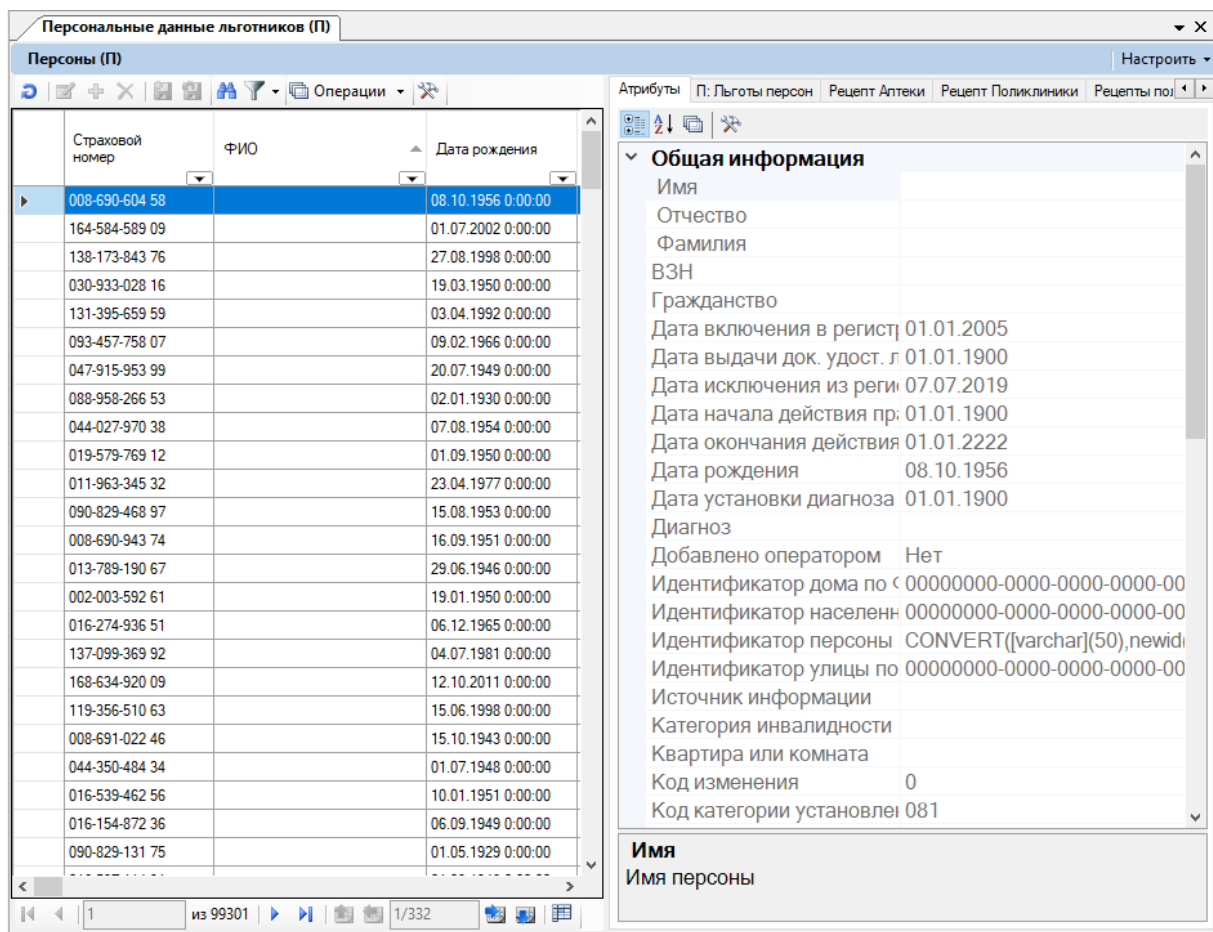 Персональные данные льготников (П)
Персоны (П)
Настроить
Операции
Страховой номер
ФИО
Дата рождения
008-690-604 58 08.10.1956 0:00:00
164-584-589 09 01.07.2002 0:00:00
138-173-843 76 27.08.1998 0:00:00
030-933-028 16 19.03.1950 0:00:00
131-395-659 59 03.04.1992 0:00:00
093-457-758 07 09.02.1966 0:00:00
047-915-953 99 20.07.1949 0:00:00
088-958-266 53 02.01.1930 0:00:00
044-027-970 38 07.08.1954 0:00:00
019-579-769 12 01.09.1950 0:00:00
011-963-345 32 23.04.1977 0:00:00
090-829-468 97 15.08.1953 0:00:00
008-690-943 74 16.09.1951 0:00:00
013-789-190 67 29.06.1946 0:00:00
002-003-592 61 19.01.1950 0:00:00
016-274-936 51 06.12.1965 0:00:00
137-099-369 92 04.07.1981 0:00:00
168-634-920 09 12.10.2011 0:00:00
119-356-510 63 15.06.1998 0:00:00
008-691-022 46 15.10.1943 0:00:00
044-350-484 34 01.07.1948 0:00:00
016-539-462 56 10.01.1951 0:00:00
016-154-872 36 06.09.1949 0:00:00
090-829-131 75 01.05.1929 0:00:00
1 из 99301 1/332
Атрибуты П: Льготы персон Рецепт Аптеки Рецепт Поликлиники Рецепты пол
Общая информация
Имя
Отчество
Фамилия
ВЗН
Гражданство
Дата включения в регист 01.01.2005
Дата выдачи док. удост. л 01.01.1900
Дата исключения из реги 07.07.2019
Дата начала действия пра 01.01.1900
Дата окончания действия 01.01.2222
Дата рождения 08.10.1956
Дата установки диагноза 01.01.1900
Диагноз
Добавлено оператором Нет
Идентификатор дома по 00000000-0000-0000-0000-00
Идентификатор населенн 00000000-0000-0000-0000-00
Идентификатор персоны CONVERT([varchar](50),newid(
Идентификатор улицы по 00000000-0000-0000-0000-00
Источник информации
Категория инвалидности
Квартира или комната
Код изменения 0
Код категории установлен 081
Имя
Имя персоны